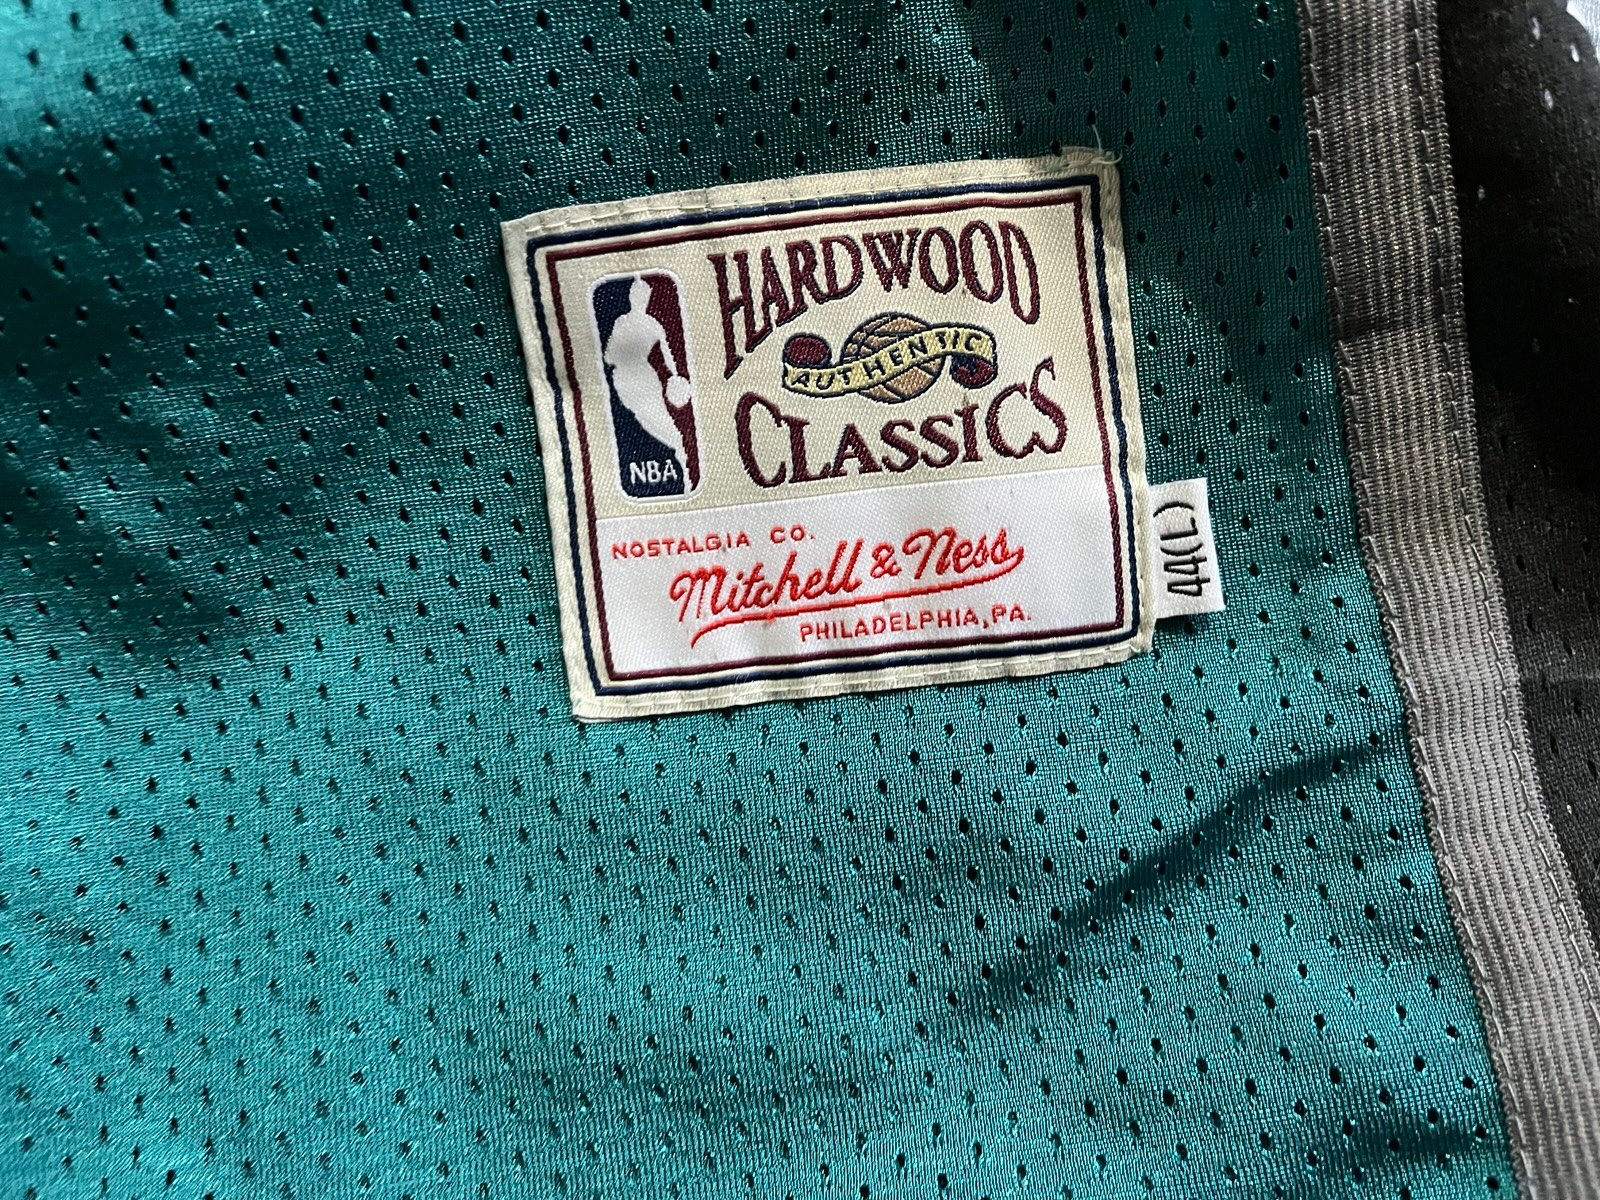 HARDWOOD
AUTHENTIC
CLASSICS
NBA
NOSTALGIA CO.
Mitchell & Ness
PHILADELPHIA, PA.
44(L)